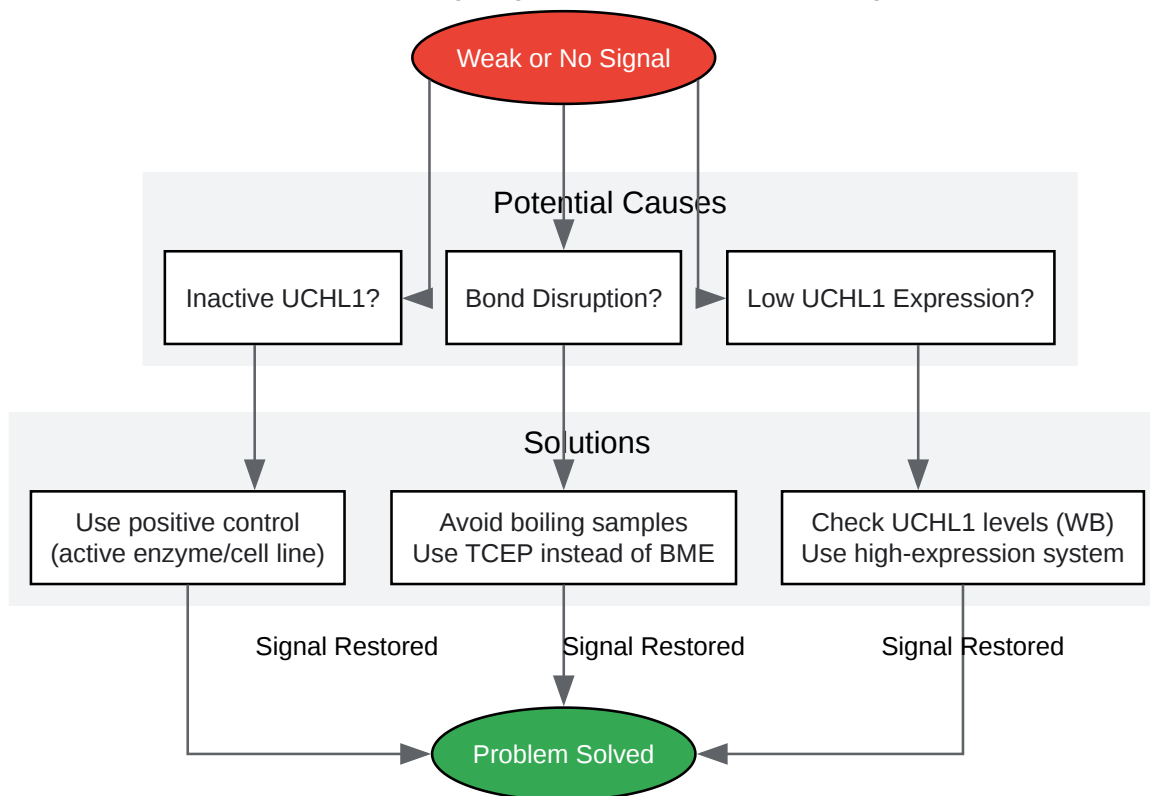 Weak or No Signal
Potential Causes
Inactive UCHL1?
Bond Disruption?
Low UCHL1 Expression?
Solutions
Use positive control
(active enzyme/cell line)
Avoid boiling samples
Use TCEP instead of BME
Check UCHL1 levels (WB)
Use high-expression system
Signal Restored
Signal Restored
Signal Restored
Problem Solved